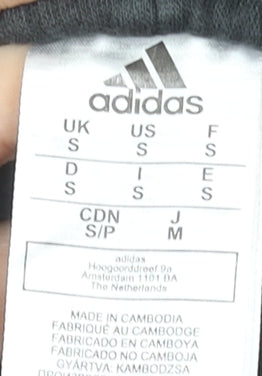 adidas
UK US F
S S S
D I E
S S S
CDN J
S/P M
adidas
Hoogoorddreef 9a
Amsterdam 1101 BA
The Netherlands
MADE IN CAMBODIA
FABRIQUÉ AU CAMBODGE
FABRICADO EN CAMBOYA
FABRICADO NO CAMBOJA
GYÁRTVA: KAMBODZSA